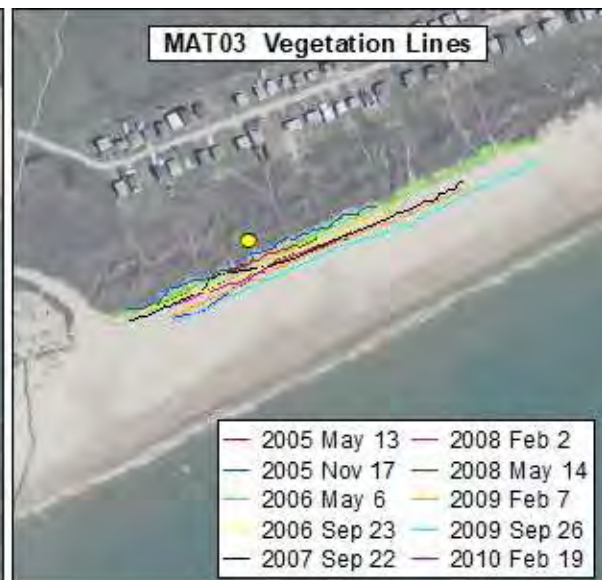 MAT03 Vegetation Lines
2005 May 13
2005 Nov 17
2006 May 6
2006 Sep 23
2007 Sep 22
2008 Feb 2
2008 May 14
2009 Feb 7
2009 Sep 26
2010 Feb 19